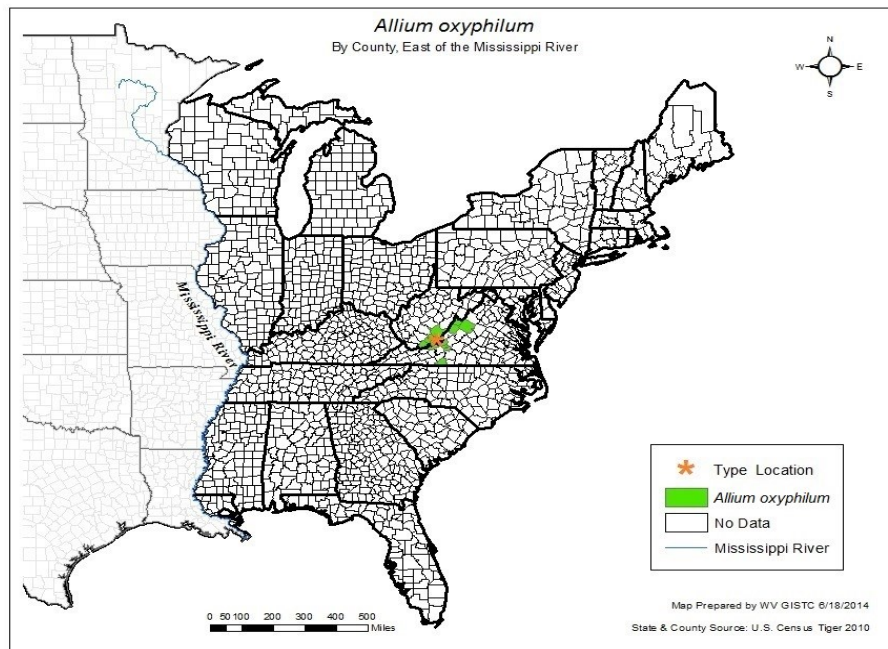 Allium oxyphilum
By County, East of the Mississippi River
N
W
E
S
Mississippi River
Type Location
Allium oxyphilum
No Data
Mississippi River
0 50 100 200 300 400 500
Miles
Map Prepared by WV GISTC 6/18/2014
State & County Source: U.S. Census Tiger 2010